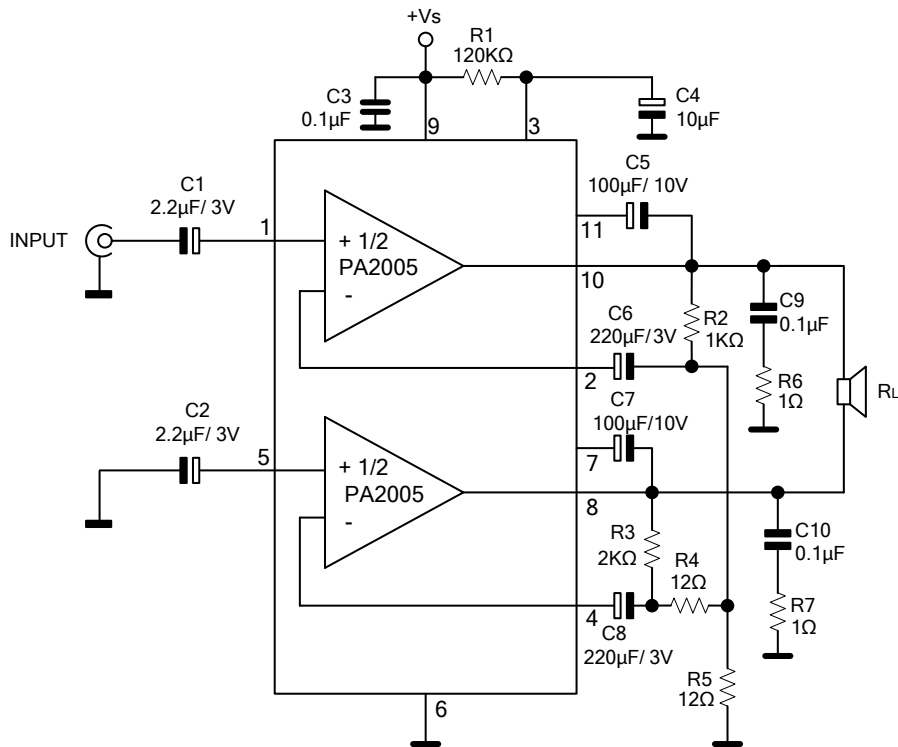 +Vs
R1
120KΩ
C3
0.1µF
C4
10µF
9
3
C5
100µF/ 10V
C1
2.2µF/ 3V
1
11
INPUT
+ 1/2
PA2005
-
10
C9
0.1µF
C6
220µF/3V
R2
1KΩ
2
R6
1Ω
RL
C7
100µF/10V
C2
2.2µF/ 3V
5
7
+ 1/2
PA2005
-
8
C10
0.1µF
R3
2KΩ
R4
12Ω
4
C8
220µF/ 3V
R7
1Ω
R5
12Ω
6